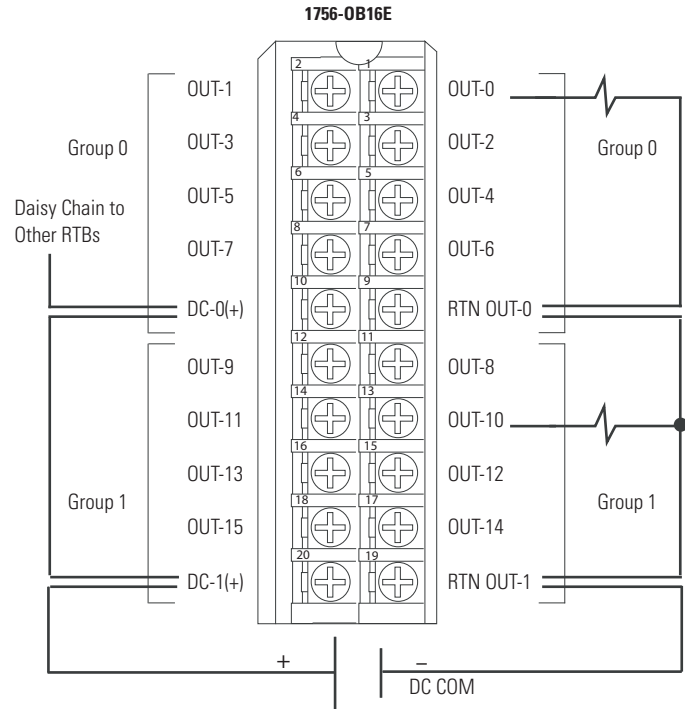 1756-OB16E
2 1
OUT-1 OUT-0
4 3
Group 0 OUT-3 OUT-2 Group 0
6 5
OUT-5 OUT-4
Daisy Chain to
Other RTBs
8 7
OUT-7 OUT-6
10 9
DC-0(+) RTN OUT-0
12 11
OUT-9 OUT-8
14 13
OUT-11 OUT-10
16 15
OUT-13 OUT-12
Group 1 Group 1
18 17
OUT-15 OUT-14
20 19
DC-1(+) RTN OUT-1
+ –
DC COM